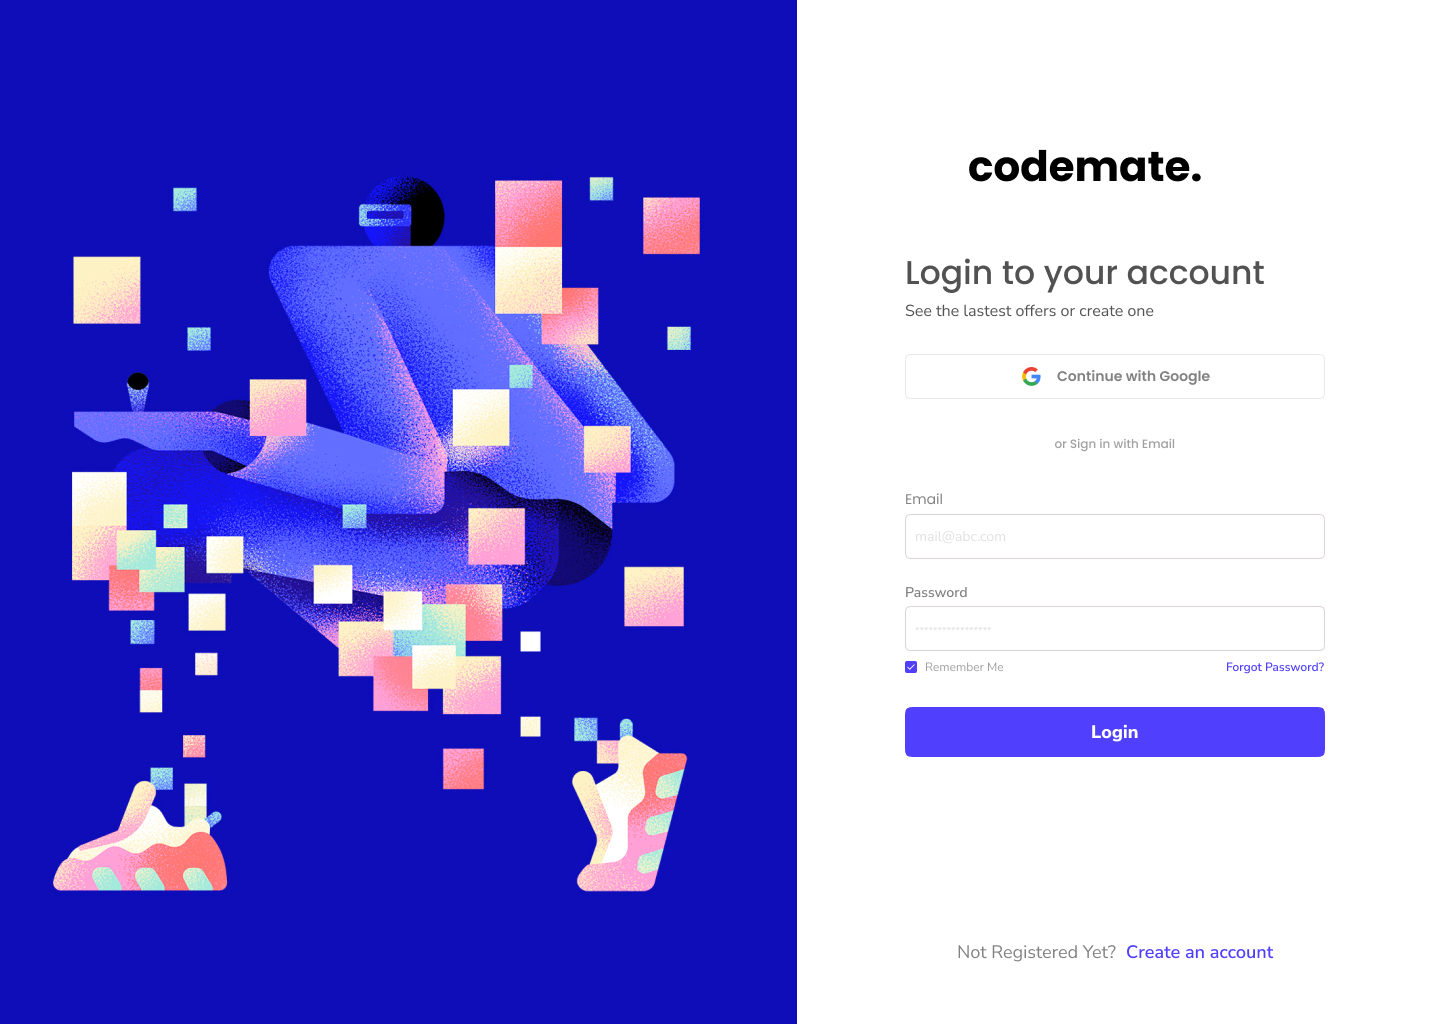 codemate.
Login to your account
See the lastest offers or create one
Continue with Google
or Sign in with Email
Email
mail@abc.com
Password
•••••••••••••••••
Remember Me
Forgot Password?
Login
Not Registered Yet? Create an account